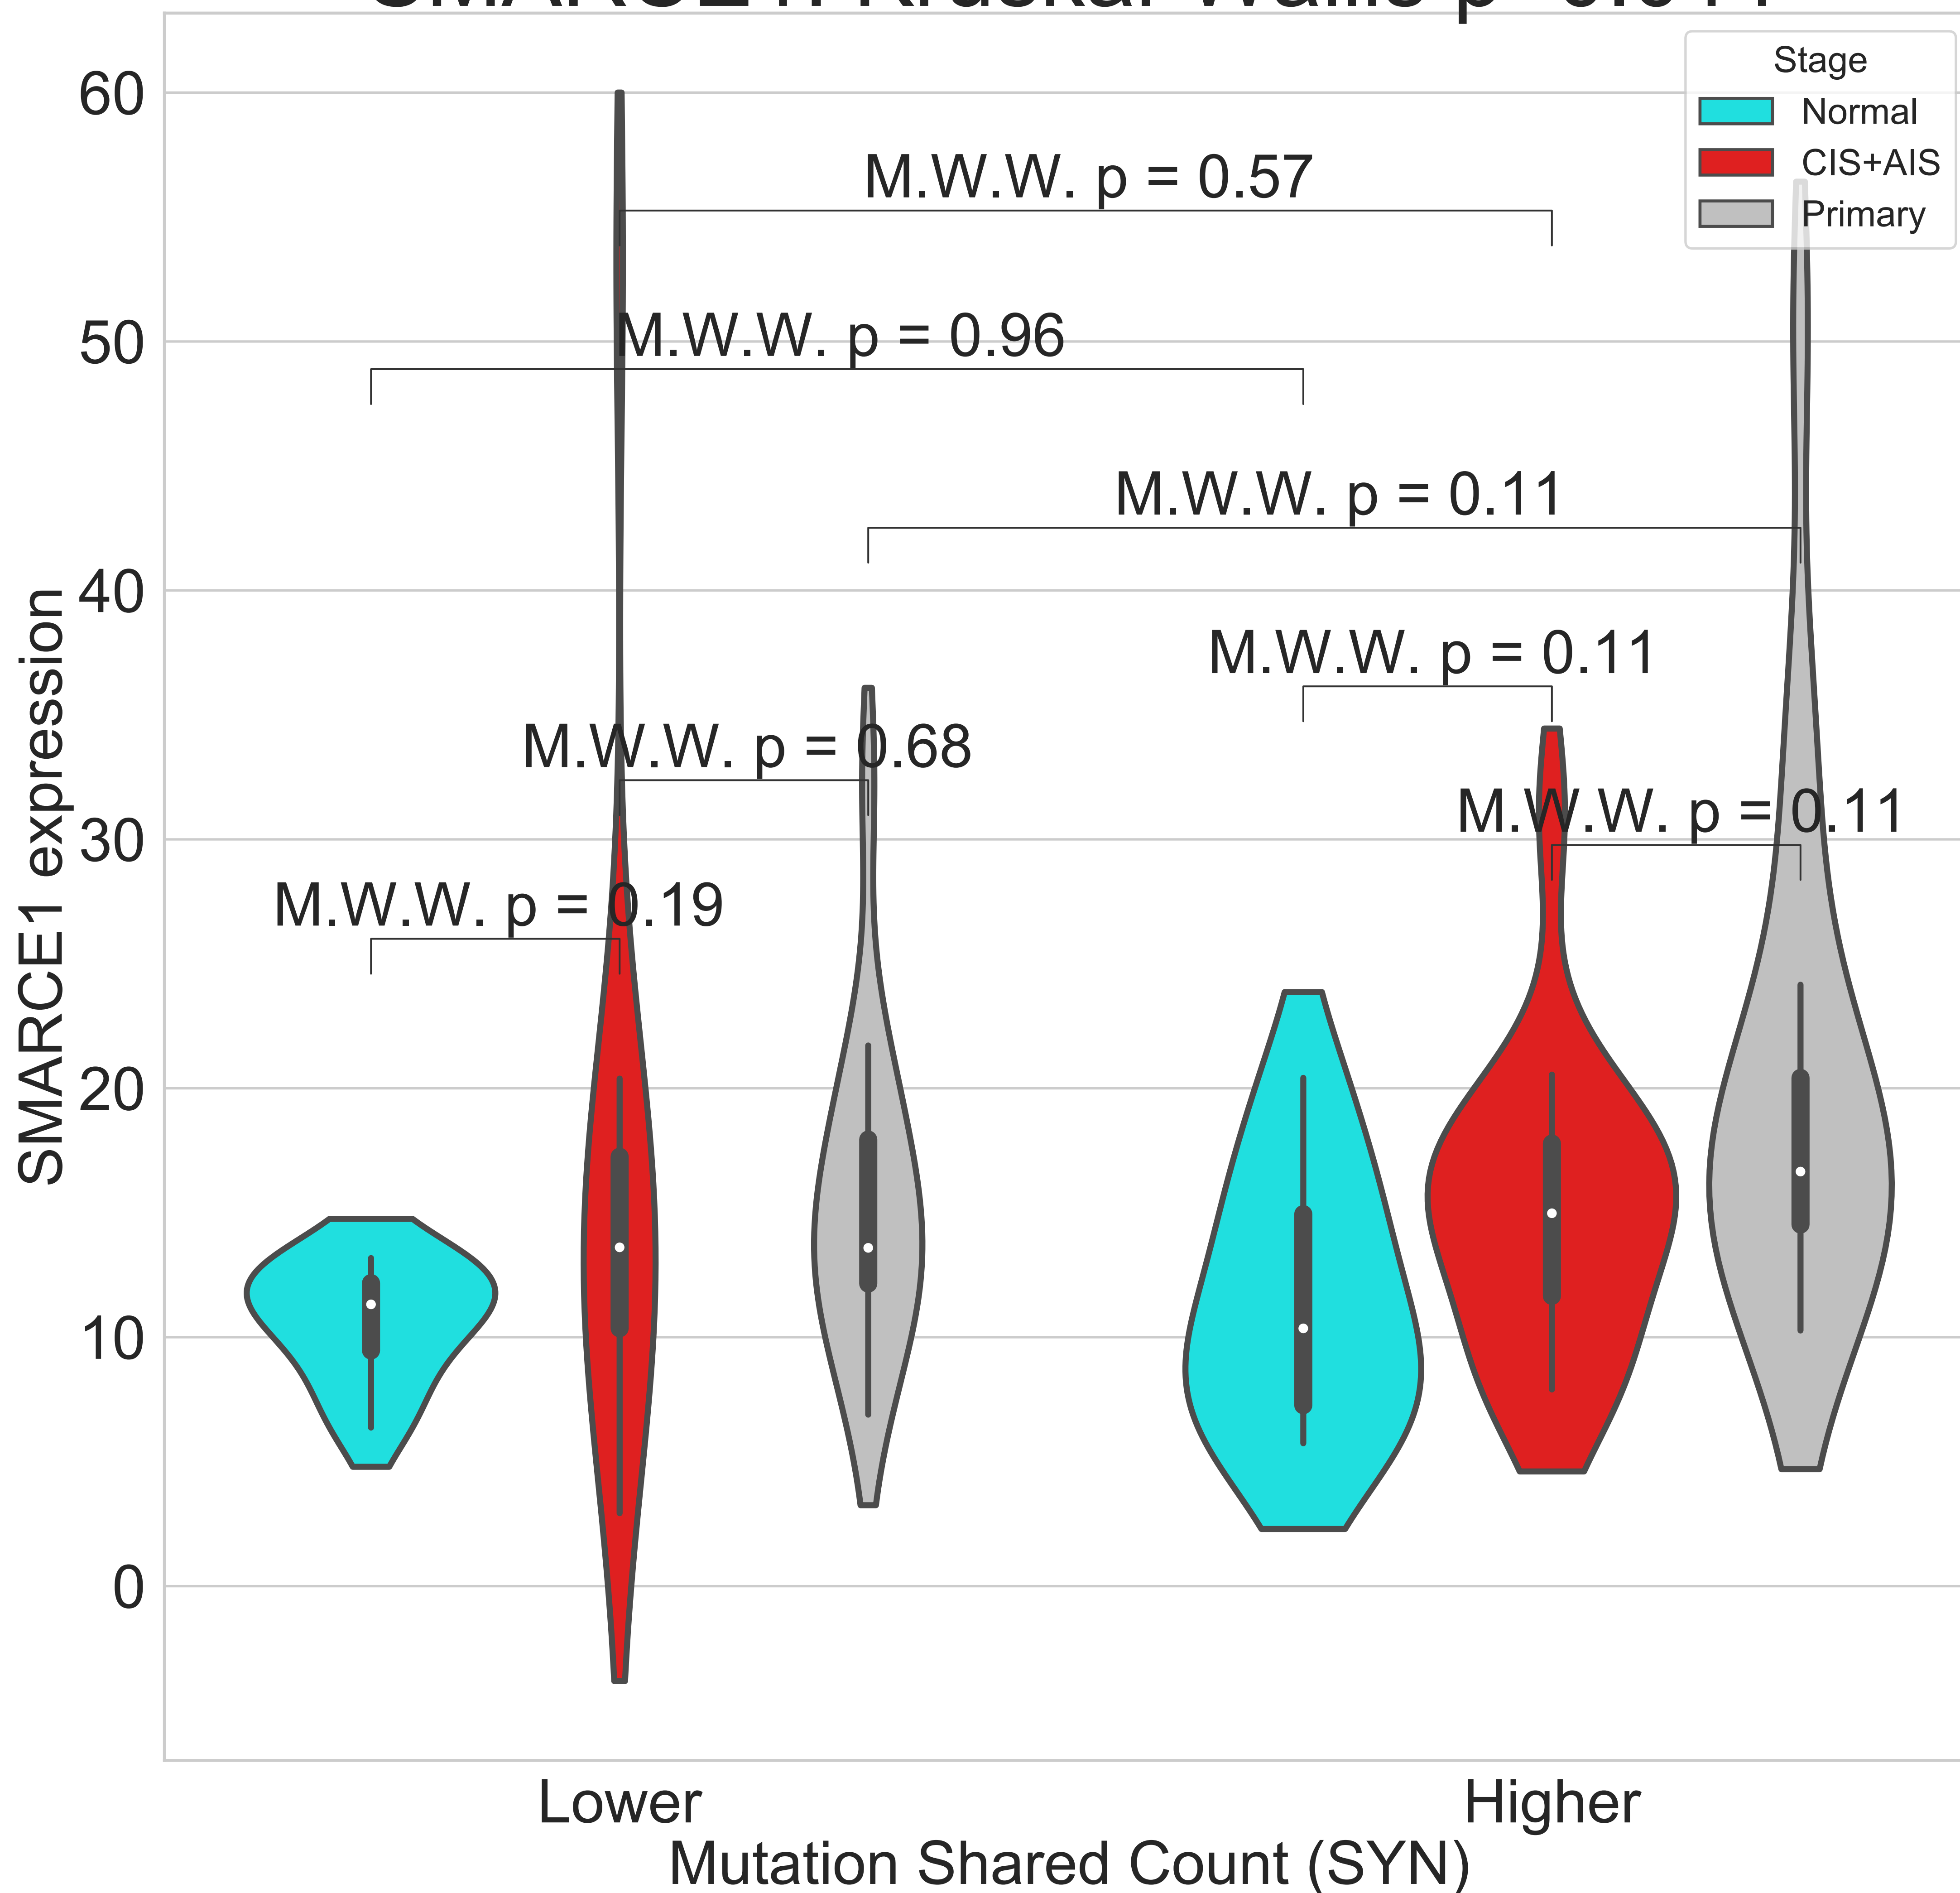 Stage
Normal
CIS+AIS
Primary
60
50
40
30
20
10
0
SMARCE1 expression
M.W.W. p = 0.57
M.W.W. p = 0.96
M.W.W. p = 0.11
M.W.W. p = 0.11
M.W.W. p = 0.68
M.W.W. p = 0.11
M.W.W. p = 0.19
Lower
Higher
Mutation Shared Count (SYN)